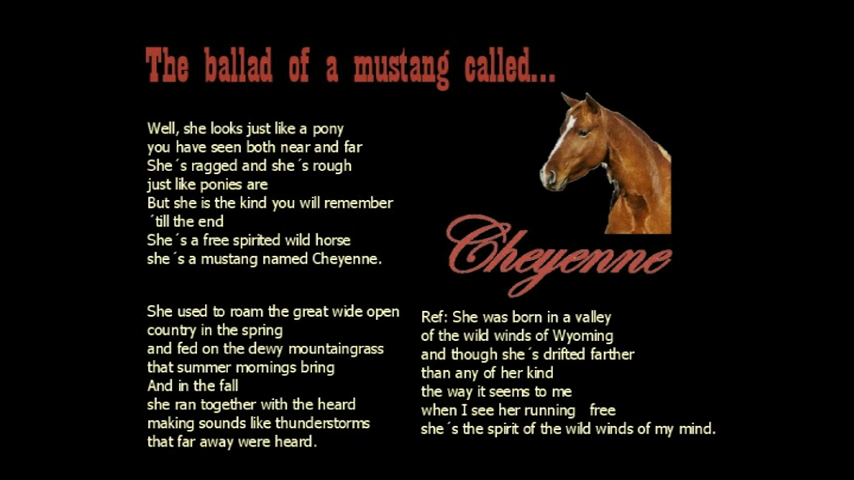 The ballad of a mustang called...
Well, she looks just like a pony
you have seen both near and far
She´s ragged and she´s rough
just like ponies are
But she is the kind you will remember
´till the end
She´s a free spirited wild horse
she´s a mustang named Cheyenne.
Cheyenne
She used to roam the great wide open
country in the spring
and fed on the dewy mountaingrass
that summer mornings bring
And in the fall
she ran together with the heard
making sounds like thunderstorms
that far away were heard.
Ref: She was born in a valley
of the wild winds of Wyoming
and though she´s drifted farther
than any of her kind
the way it seems to me
when I see her running free
she´s the spirit of the wild winds of my mind.